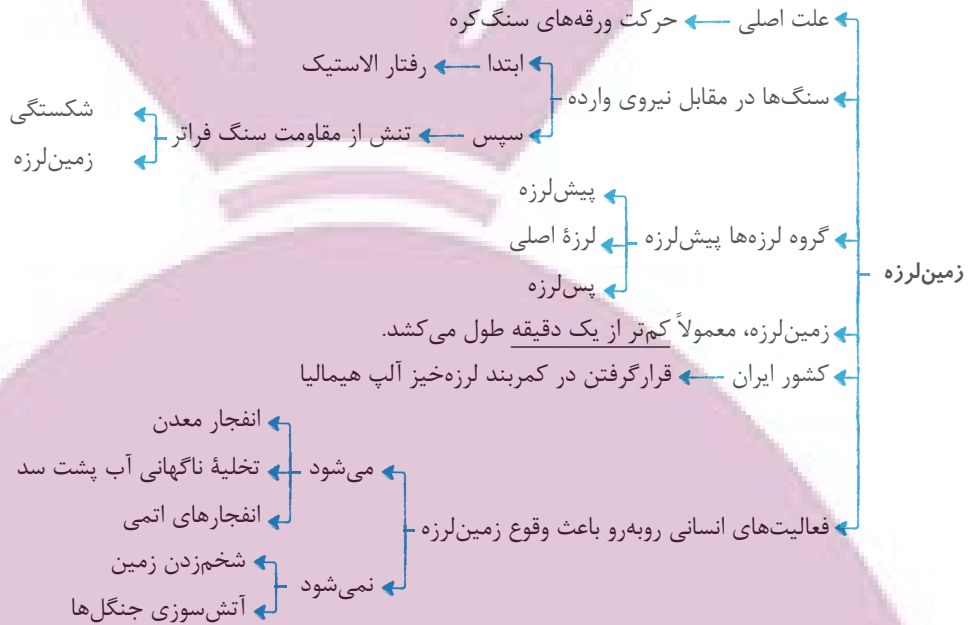 زمین‌لرزه
علت اصلی
حرکت ورقه‌های سنگ‌کره
سنگ‌ها در مقابل نیروی وارده
ابتدا
رفتار الاستیک
سپس
تنش از مقاومت سنگ فراتر
شکستگی
زمین‌لرزه
گروه لرزه‌ها پیش‌لرزه
پیش‌لرزه
لرزهٔ اصلی
پس‌لرزه
زمین‌لرزه، معمولاً کم‌تر از یک دقیقه طول می‌کشد.
کشور ایران
قرارگرفتن در کمربند لرزه‌خیز آلپ هیمالیا
فعالیت‌های انسانی روبه‌رو باعث وقوع زمین‌لرزه
می‌شود
انفجار معدن
تخلیهٔ ناگهانی آب پشت سد
انفجارهای اتمی
نمی‌شود
شخم‌زدن زمین
آتش‌سوزی جنگل‌ها